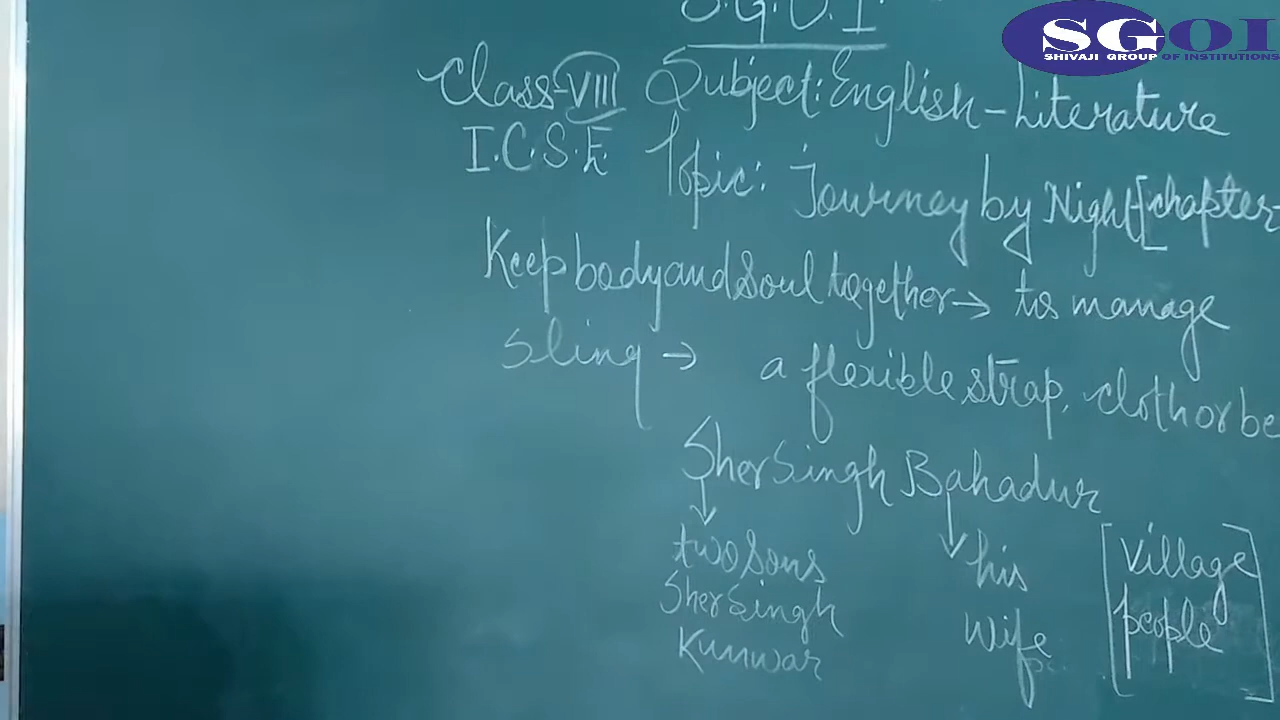 S.G.O.I.
SGOI
SHIVAJI GROUP OF INSTITUTIONS
Class-VIII Subject: English-Literature
I.C.S.E. Topic: Journey by Night-[chapter-
Keep body and Soul together → to manage
Sling → a flexible strap, cloth or be
Sher Singh Bahadur
two sons his [village
Sher Singh wife people]
Kunwar